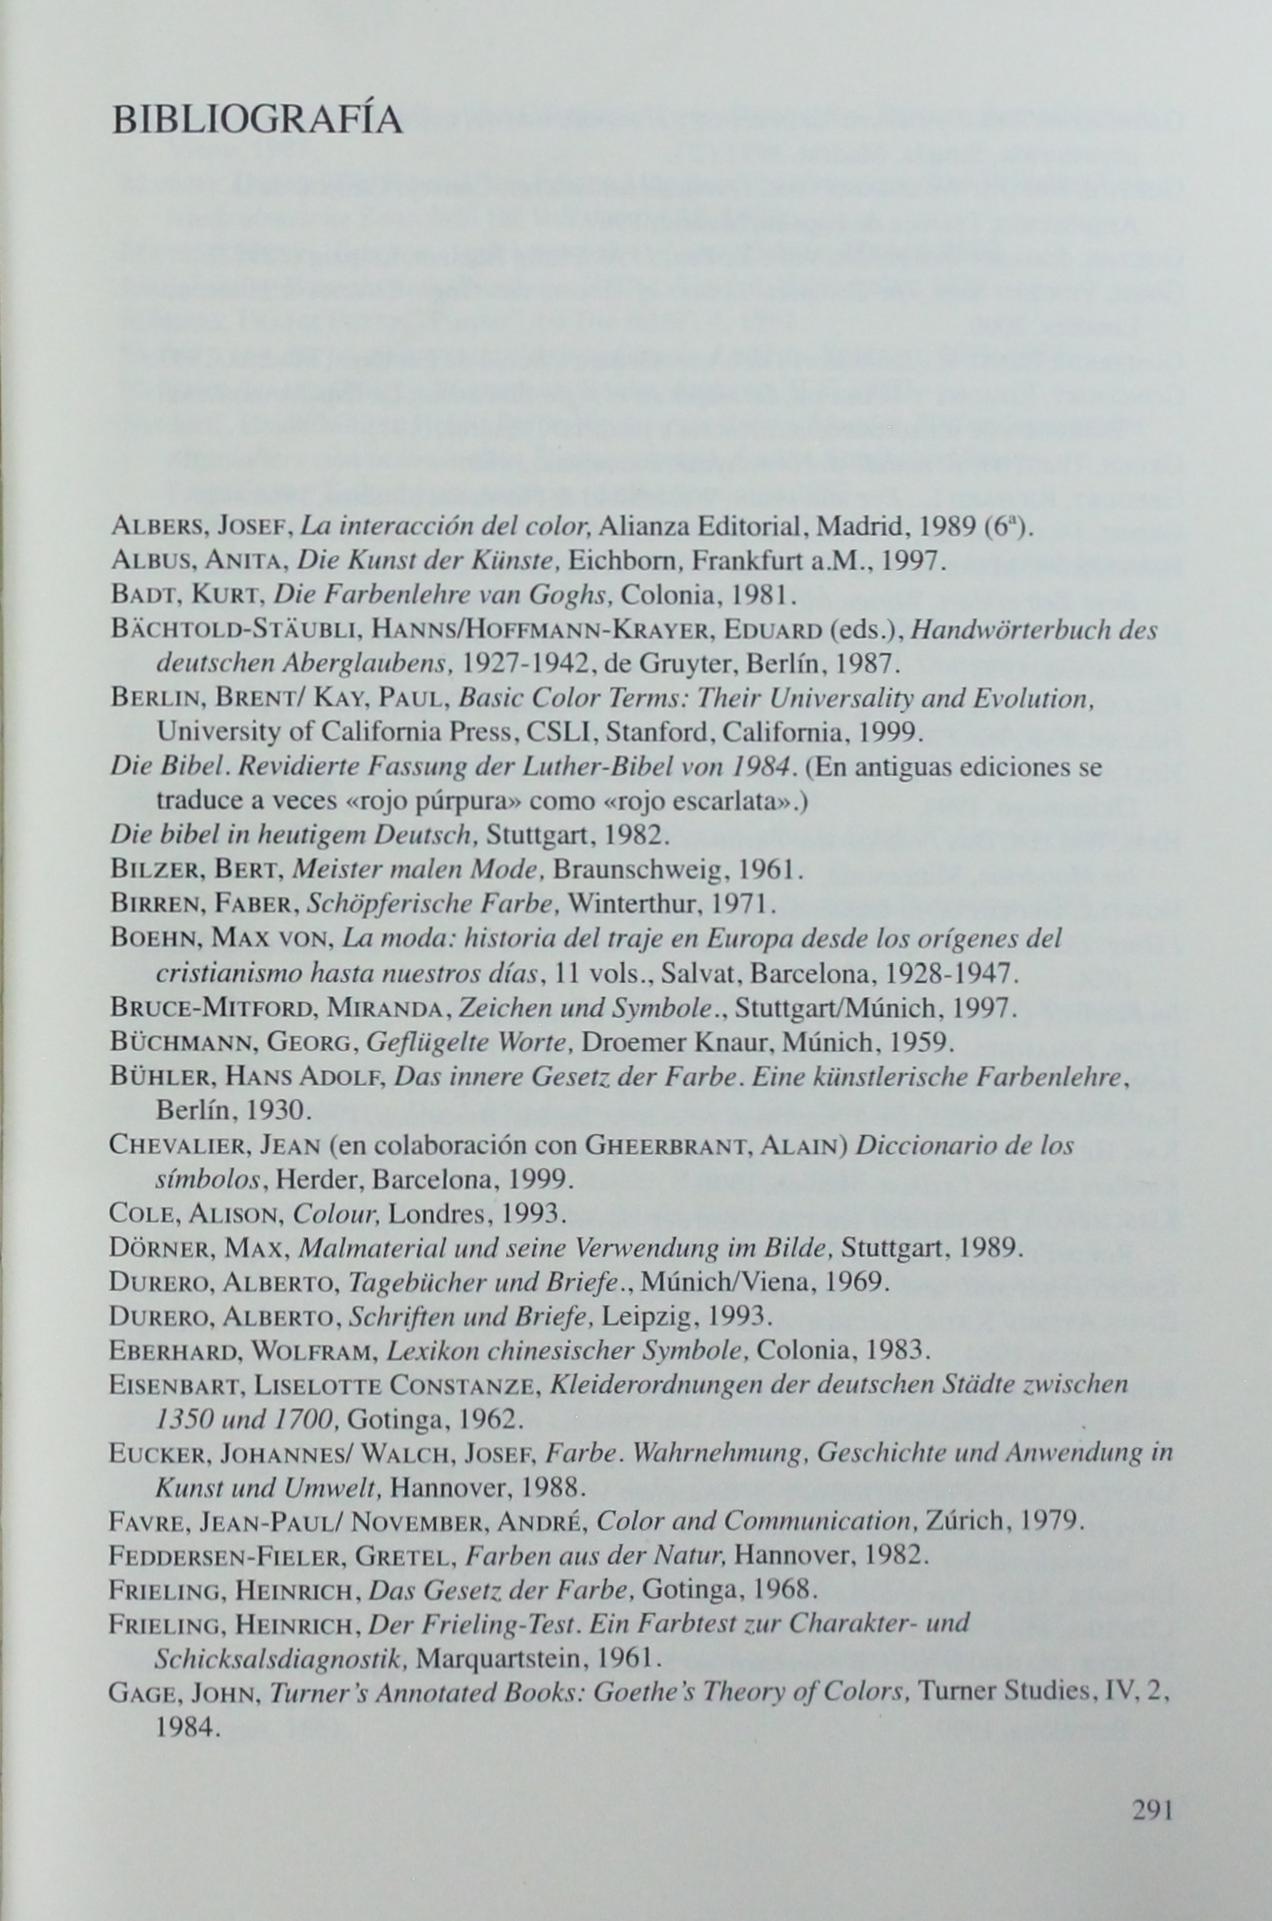 BIBLIOGRAFÍA
ALBERS, JOSEF, La interacción del color, Alianza Editorial, Madrid, 1989 (6ª).
ALBUS, ANITA, Die Kunst der Künste, Eichborn, Frankfurt a.M., 1997.
BADT, KURT, Die Farbenlehre van Goghs, Colonia, 1981.
BÄCHTOLD-STÄUBLI, HANNS/HOFFMANN-KRAYER, EDUARD (eds.), Handwörterbuch des
deutschen Aberglaubens, 1927-1942, de Gruyter, Berlín, 1987.
BERLIN, BRENT/ KAY, PAUL, Basic Color Terms: Their Universality and Evolution,
University of California Press, CSLI, Stanford, California, 1999.
Die Bibel. Revidierte Fassung der Luther-Bibel von 1984. (En antiguas ediciones se
traduce a veces «rojo púrpura» como «rojo escarlata».)
Die bibel in heutigem Deutsch, Stuttgart, 1982.
BILZER, BERT, Meister malen Mode, Braunschweig, 1961.
BIRREN, FABER, Schöpferische Farbe, Winterthur, 1971.
BOEHN, MAX VON, La moda: historia del traje en Europa desde los orígenes del
cristianismo hasta nuestros días, 11 vols., Salvat, Barcelona, 1928-1947.
BRUCE-MITFORD, MIRANDA, Zeichen und Symbole., Stuttgart/Múnich, 1997.
BÜCHMANN, GEORG, Geflügelte Worte, Droemer Knaur, Múnich, 1959.
BÜHLER, HANS ADOLF, Das innere Gesetz der Farbe. Eine künstlerische Farbenlehre,
Berlín, 1930.
CHEVALIER, JEAN (en colaboración con GHEERBRANT, ALAIN) Diccionario de los
símbolos, Herder, Barcelona, 1999.
COLE, ALISON, Colour, Londres, 1993.
DÖRNER, MAX, Malmaterial und seine Verwendung im Bilde, Stuttgart, 1989.
DURERO, ALBERTO, Tagebücher und Briefe., Múnich/Viena, 1969.
DURERO, ALBERTO, Schriften und Briefe, Leipzig, 1993.
EBERHARD, WOLFRAM, Lexikon chinesischer Symbole, Colonia, 1983.
EISENBART, LISELOTTE CONSTANZE, Kleiderordnungen der deutschen Städte zwischen
1350 und 1700, Gotinga, 1962.
EUCKER, JOHANNES/ WALCH, JOSEF, Farbe. Wahrnehmung, Geschichte und Anwendung in
Kunst und Umwelt, Hannover, 1988.
FAVRE, JEAN-PAUL/ NOVEMBER, ANDRÉ, Color and Communication, Zúrich, 1979.
FEDDERSEN-FIELER, GRETEL, Farben aus der Natur, Hannover, 1982.
FRIELING, HEINRICH, Das Gesetz der Farbe, Gotinga, 1968.
FRIELING, HEINRICH, Der Frieling-Test. Ein Farbtest zur Charakter- und
Schicksalsdiagnostik, Marquartstein, 1961.
GAGE, JOHN, Turner's Annotated Books: Goethe's Theory of Colors, Turner Studies, IV, 2,
1984.
291